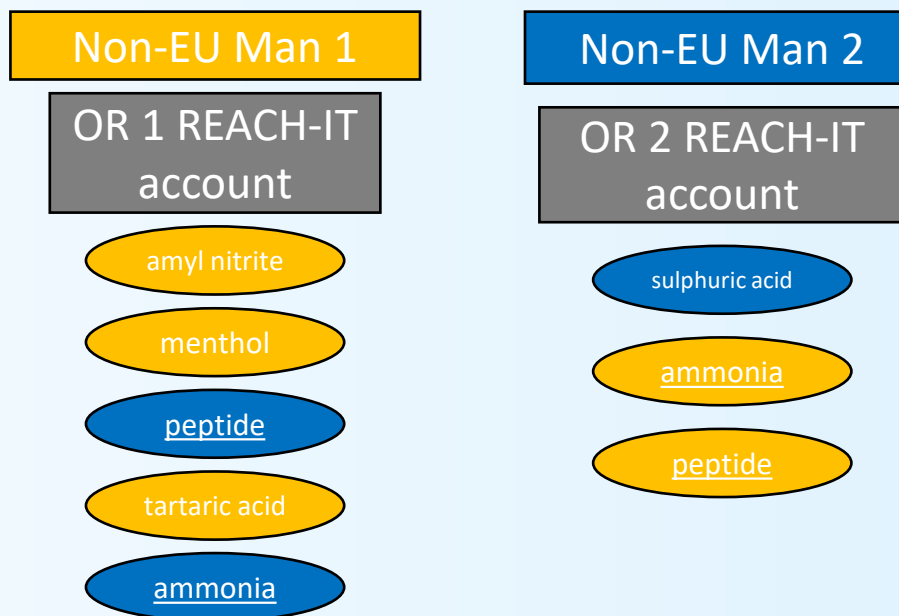 Non-EU Man 1
OR 1 REACH-IT
account
amyl nitrite
menthol
peptide
tartaric acid
ammonia
Non-EU Man 2
OR 2 REACH-IT
account
sulphuric acid
ammonia
peptide